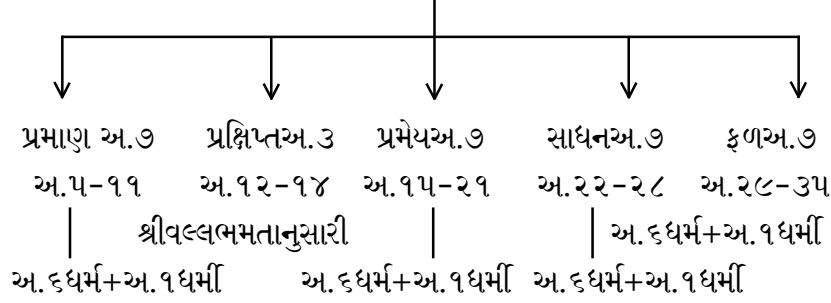 પ્રમાણ અ.૭ પ્રક્ષિપ્તઅ.૩ પ્રમેયઅ.૭ સાધનઅ.૭ ફળઅ.૭
અ.૫-૧૧ અ.૧૨-૧૪ અ.૧૫-૨૧ અ.૨૨-૨૮ અ.૨૯-૩૫
શ્રીવલ્લભમતાનુસારી અ.૬ધર્મ+અ.૧ધર્મી
અ.૬ધર્મ+અ.૧ધર્મી અ.૬ધર્મ+અ.૧ધર્મી અ.૬ધર્મ+અ.૧ધર્મી